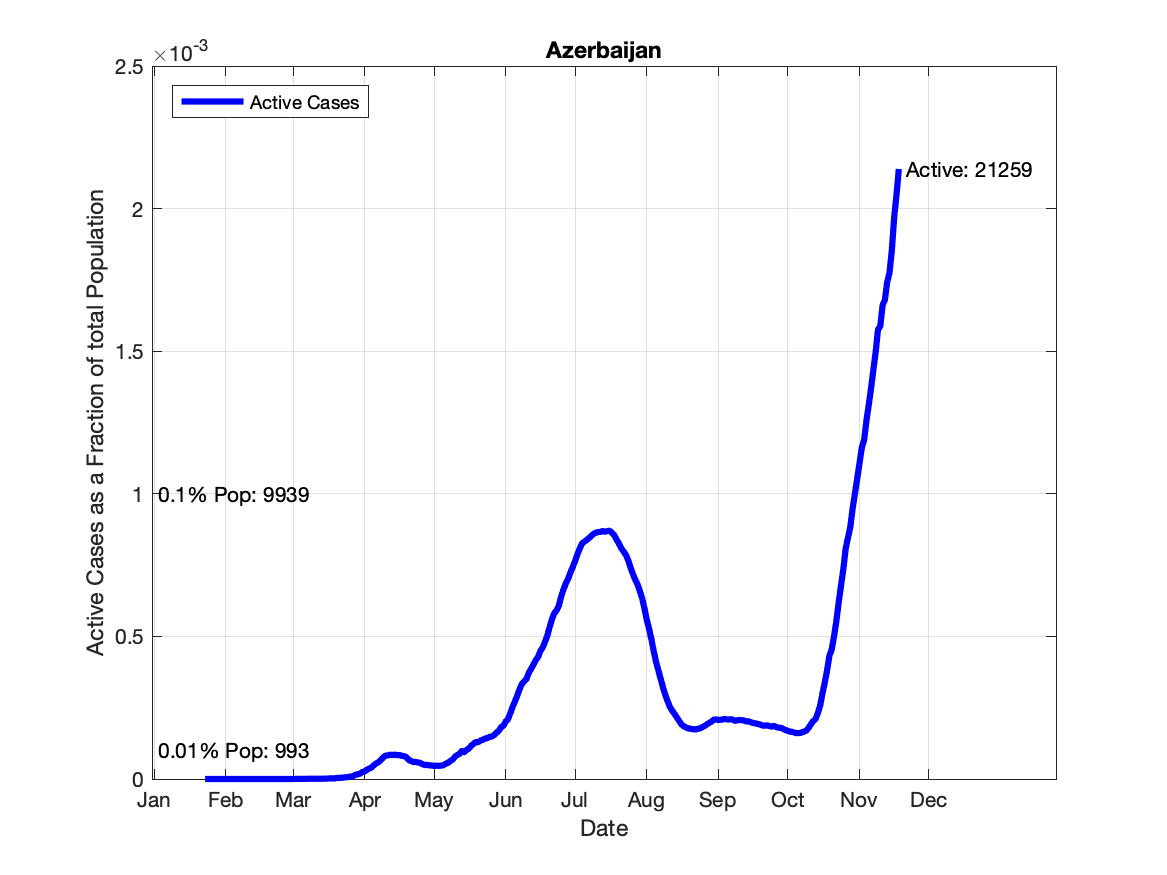 Azerbaijan
×10-3
2.5
2
1.5
1
0.5
0
Active Cases as a Fraction of total Population
Active Cases
Active: 21259
0.1% Pop: 9939
0.01% Pop: 993
Jan Feb Mar Apr May Jun Jul Aug Sep Oct Nov Dec
Date